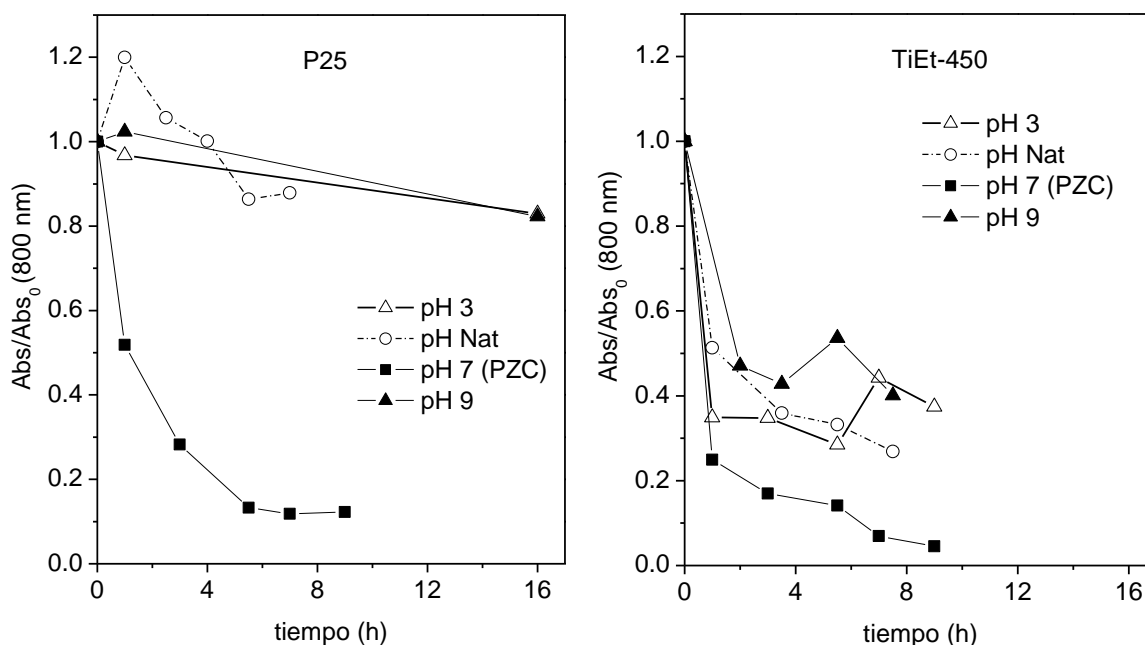 P25
1.2
1.0
0.8
0.6
0.4
0.2
0.0
Abs/Abs₀ (800 nm)
pH 3
pH Nat
pH 7 (PZC)
pH 9
0 4 8 12 16
tiempo (h)
TiEt-450
1.2
1.0
0.8
0.6
0.4
0.2
0.0
Abs/Abs₀ (800 nm)
pH 3
pH Nat
pH 7 (PZC)
pH 9
0 4 8 12 16
tiempo (h)